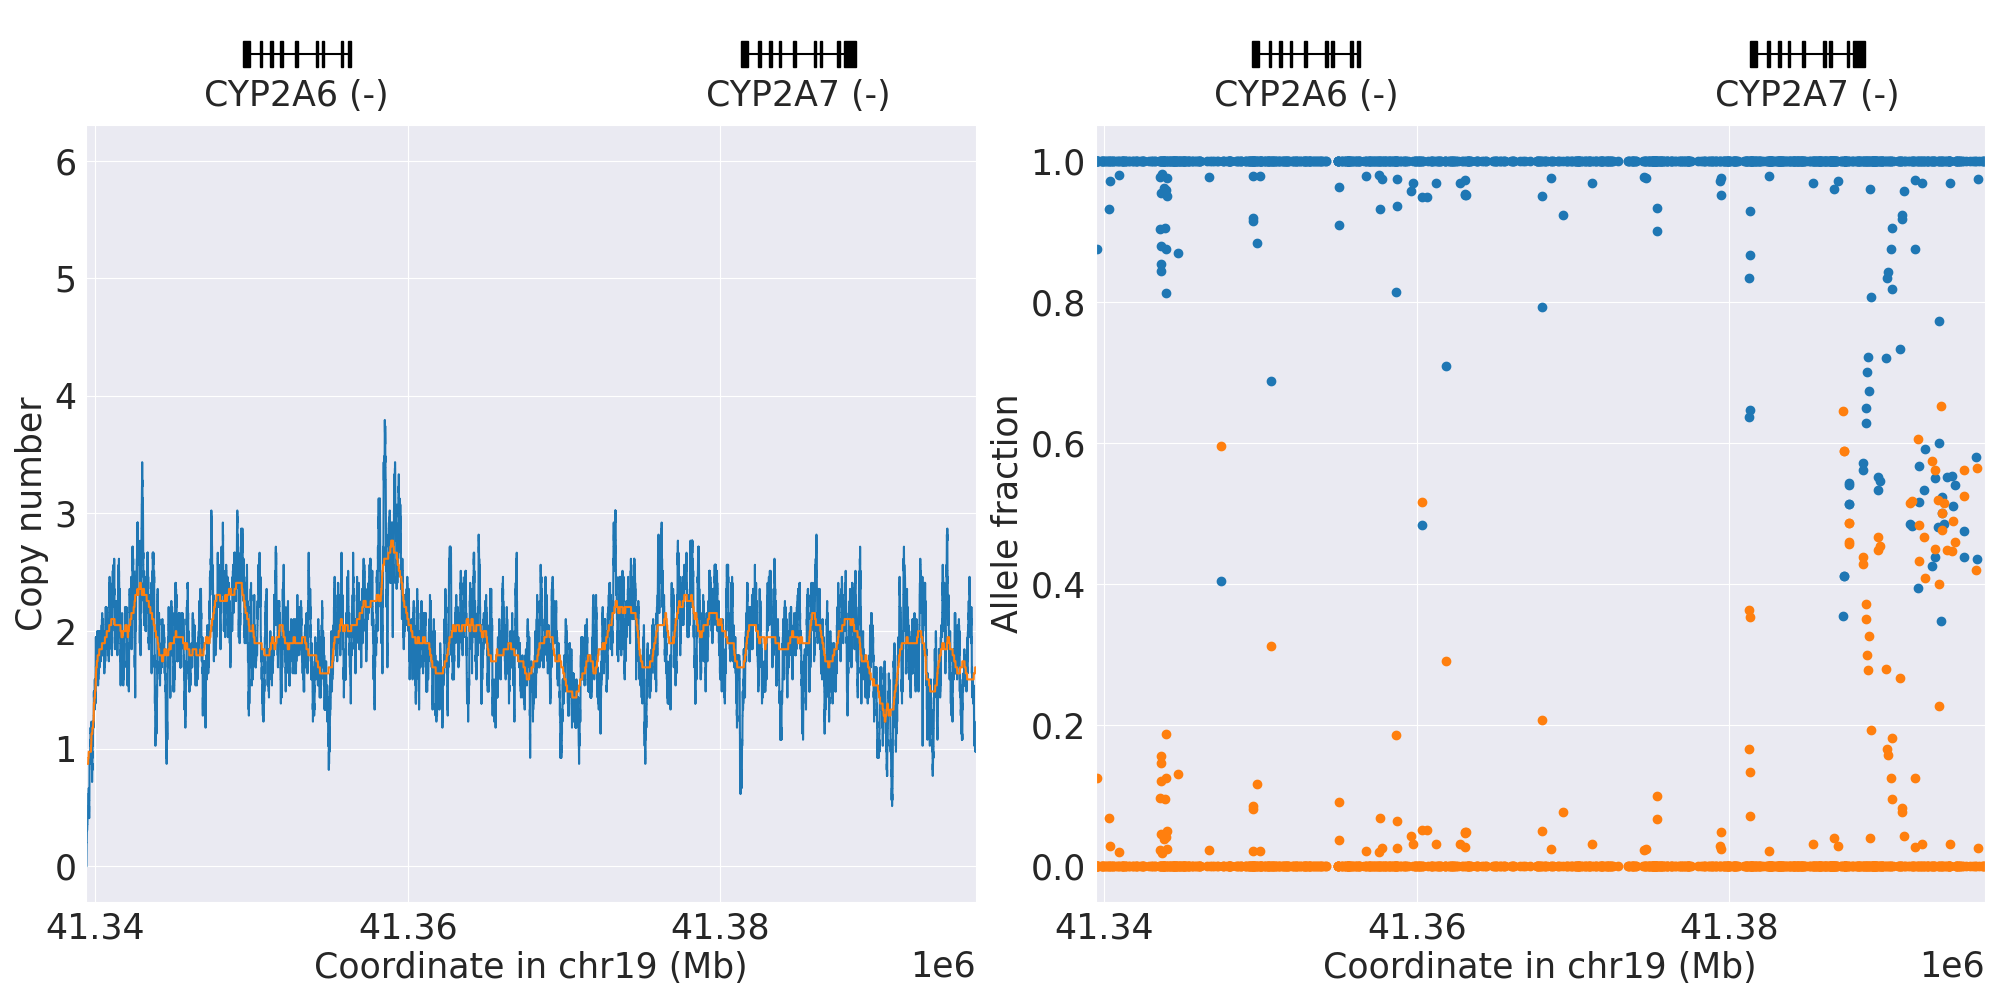 CYP2A6 (-) CYP2A7 (-) CYP2A6 (-) CYP2A7 (-)
6
5
4
3
2
1
0
Copy number
41.34 41.36 41.38
Coordinate in chr19 (Mb) 1e6
1.0
0.8
0.6
0.4
0.2
0.0
Allele fraction
41.34 41.36 41.38
Coordinate in chr19 (Mb) 1e6